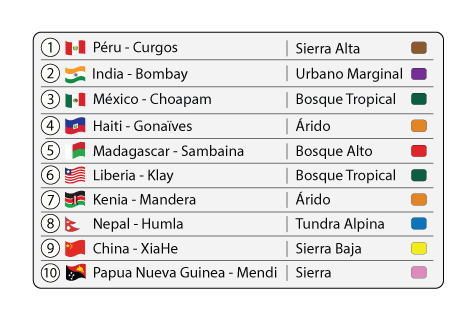 1 Péru - Curgos Sierra Alta
2 India - Bombay Urbano Marginal
3 México - Choapam Bosque Tropical
4 Haiti - Gonaïves Árido
5 Madagascar - Sambaina Bosque Alto
6 Liberia - Klay Bosque Tropical
7 Kenia - Mandera Árido
8 Nepal - Humla Tundra Alpina
9 China - XiaHe Sierra Baja
10 Papua Nueva Guinea - Mendi Sierra